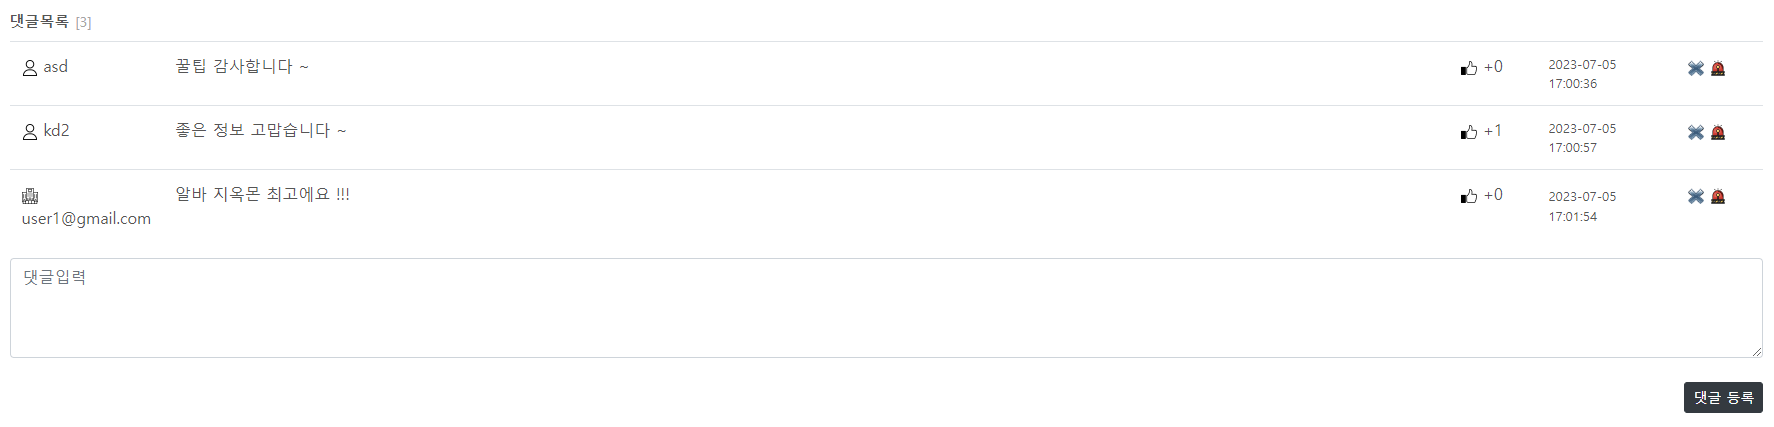 댓글목록 [3]
asd 꿀팁 감사합니다 ~ +0 2023-07-05
17:00:36
kd2 좋은 정보 고맙습니다 ~ +1 2023-07-05
17:00:57
알바 지옥몬 최고에요 !!! +0 2023-07-05
user1@gmail.com 17:01:54
댓글입력
댓글 등록